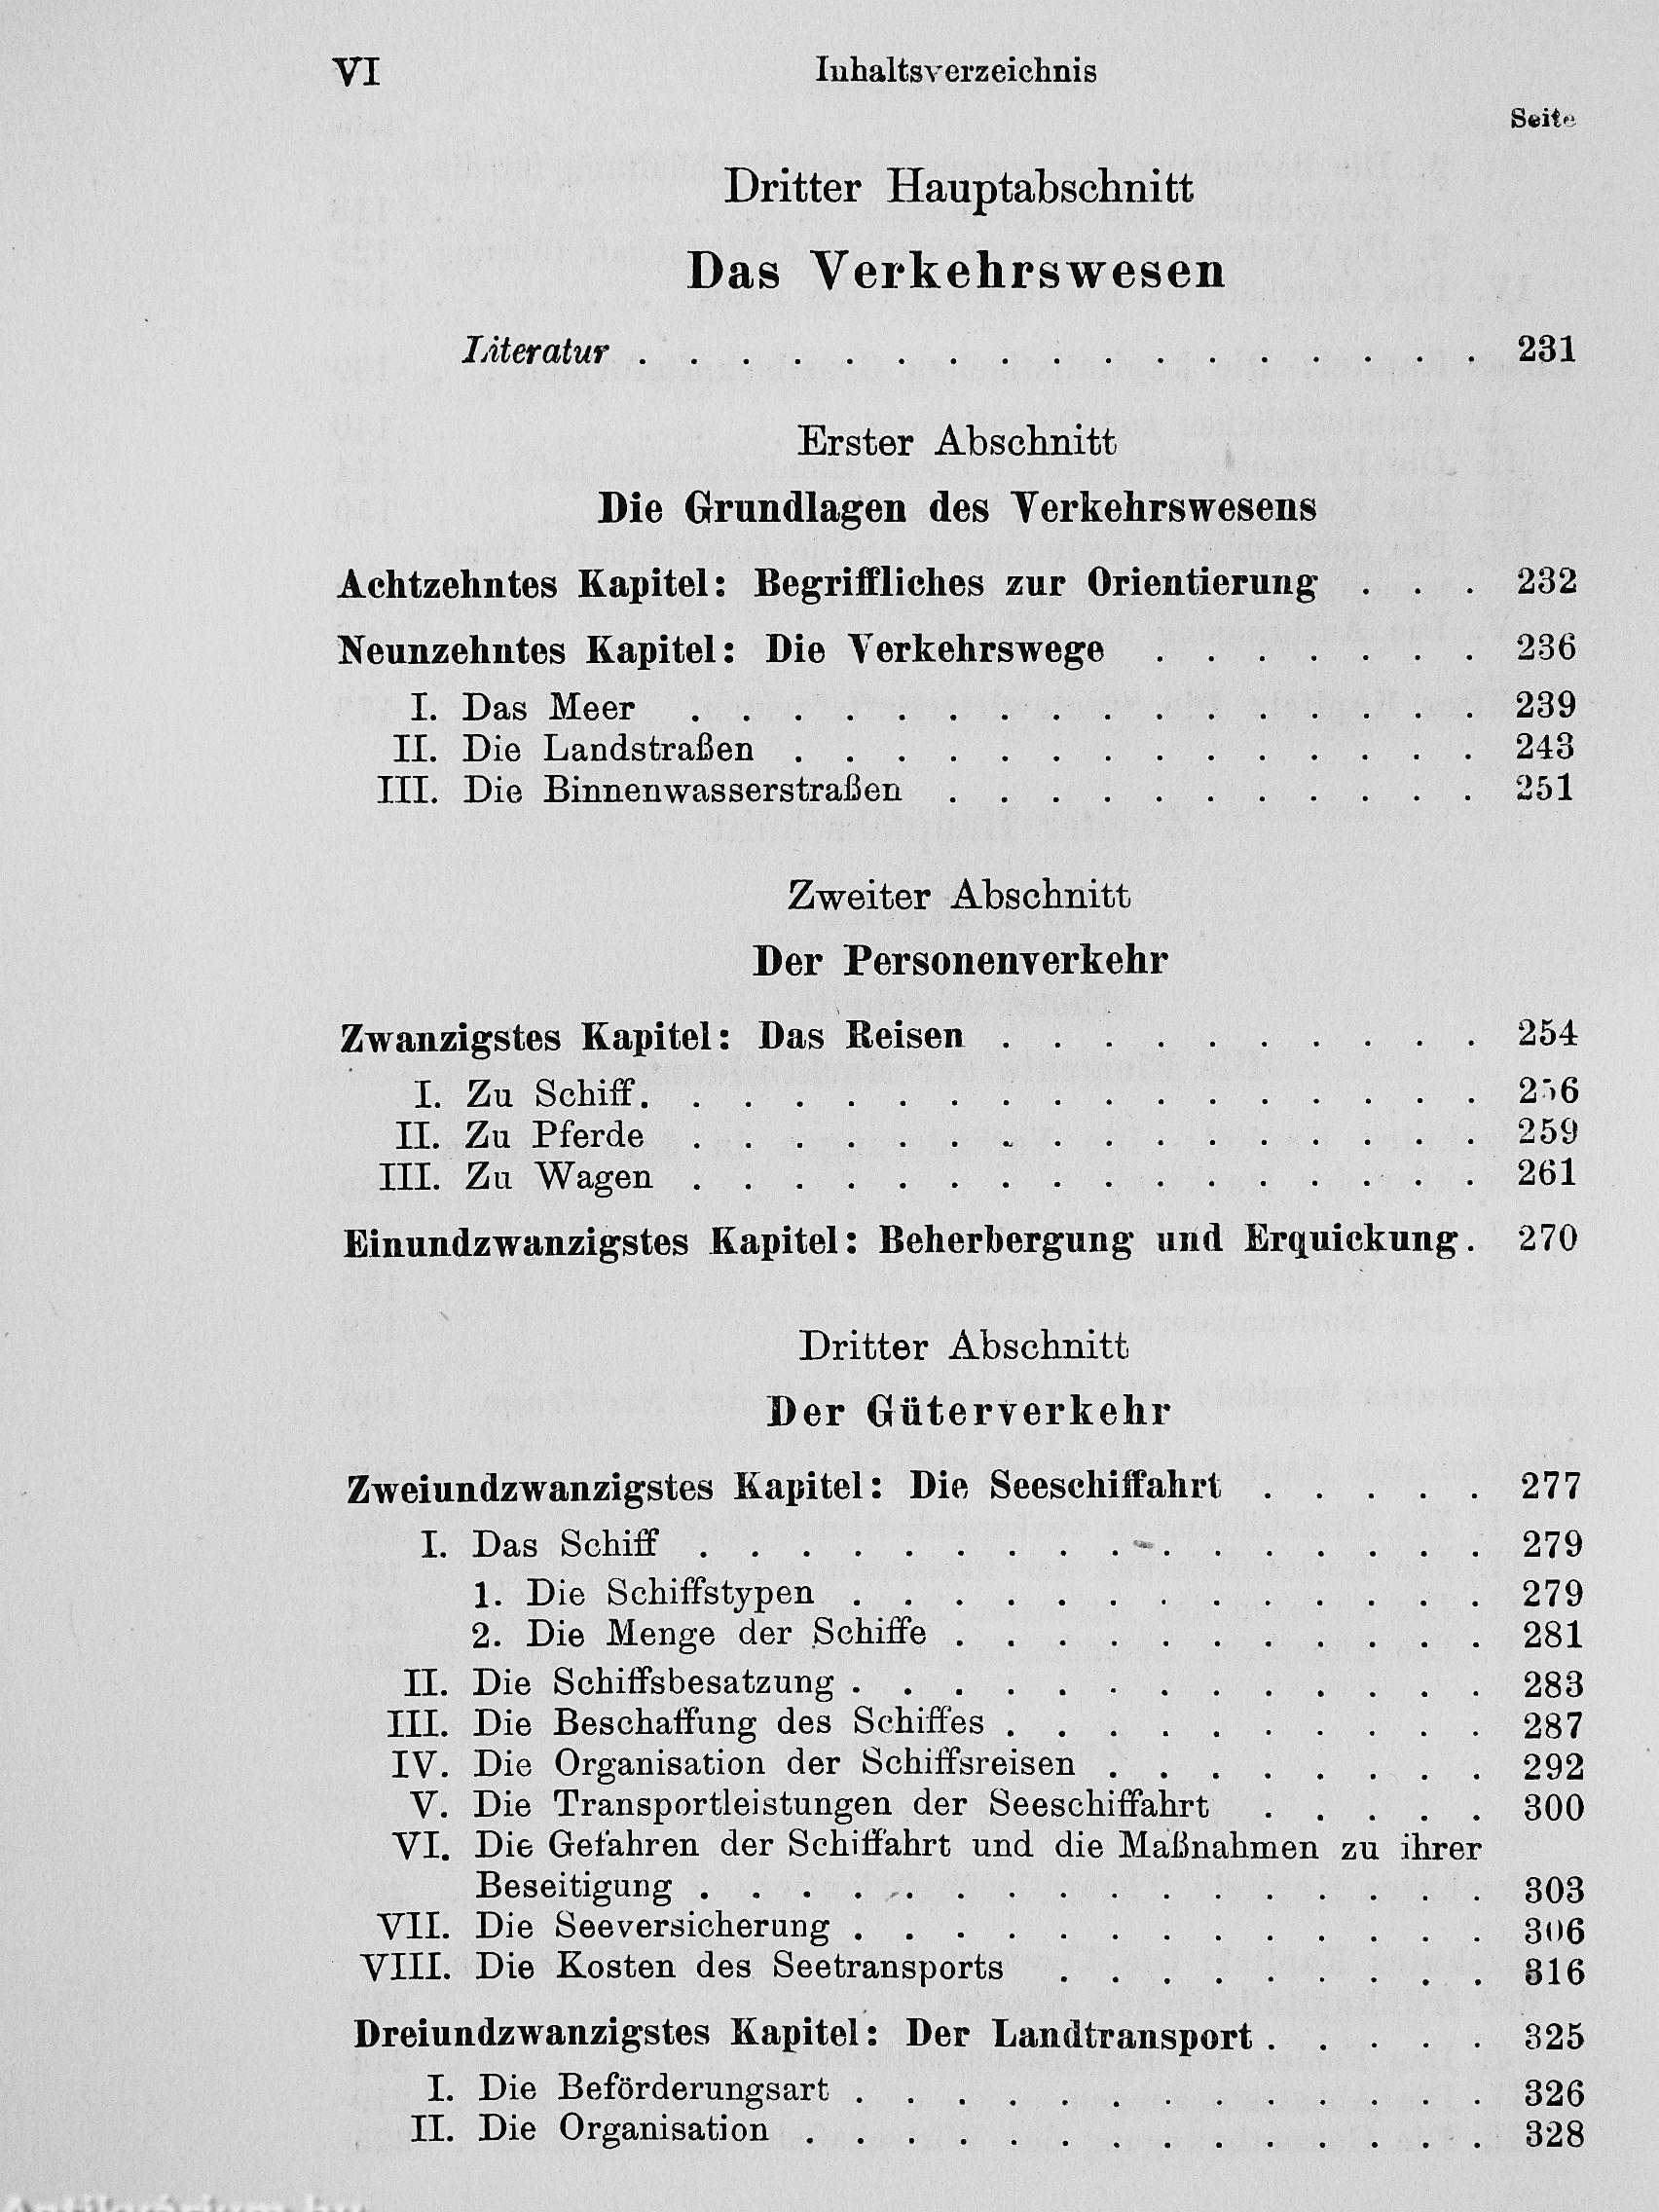 VI Inhaltsverzeichnis
Seite
Dritter Hauptabschnitt
Das Verkehrswesen
Literatur . . . . . . . . . . . . . . . . . 231
Erster Abschnitt
Die Grundlagen des Verkehrswesens
Achtzehntes Kapitel: Begriffliches zur Orientierung . . . 232
Neunzehntes Kapitel: Die Verkehrswege . . . . . . . 236
I. Das Meer . . . . . . . . . . . . . . . . 239
II. Die Landstraßen . . . . . . . . . . . . . . 243
III. Die Binnenwasserstraßen . . . . . . . . . . . 251
Zweiter Abschnitt
Der Personenverkehr
Zwanzigstes Kapitel: Das Reisen . . . . . . . . . . 254
I. Zu Schiff. . . . . . . . . . . . . . . . . 256
II. Zu Pferde . . . . . . . . . . . . . . . . 259
III. Zu Wagen . . . . . . . . . . . . . . . . 261
Einundzwanzigstes Kapitel: Beherbergung und Erquickung. 270
Dritter Abschnitt
Der Güterverkehr
Zweiundzwanzigstes Kapitel: Die Seeschiffahrt . . . . . 277
I. Das Schiff . . . . . . . . . . . . . . . . 279
1. Die Schiffstypen . . . . . . . . . . . . . 279
2. Die Menge der Schiffe . . . . . . . . . . . 281
II. Die Schiffsbesatzung . . . . . . . . . . . . . 283
III. Die Beschaffung des Schiffes . . . . . . . . . . 287
IV. Die Organisation der Schiffsreisen . . . . . . . . 292
V. Die Transportleistungen der Seeschiffahrt . . . . . 300
VI. Die Gefahren der Schiffahrt und die Maßnahmen zu ihrer
Beseitigung . . . . . . . . . . . . . . . . 303
VII. Die Seeversicherung . . . . . . . . . . . . . 306
VIII. Die Kosten des Seetransports . . . . . . . . . 316
Dreiundzwanzigstes Kapitel: Der Landtransport . . . . . 325
I. Die Beförderungsart . . . . . . . . . . . . . 326
II. Die Organisation . . . . . . . . . . . . . . 328